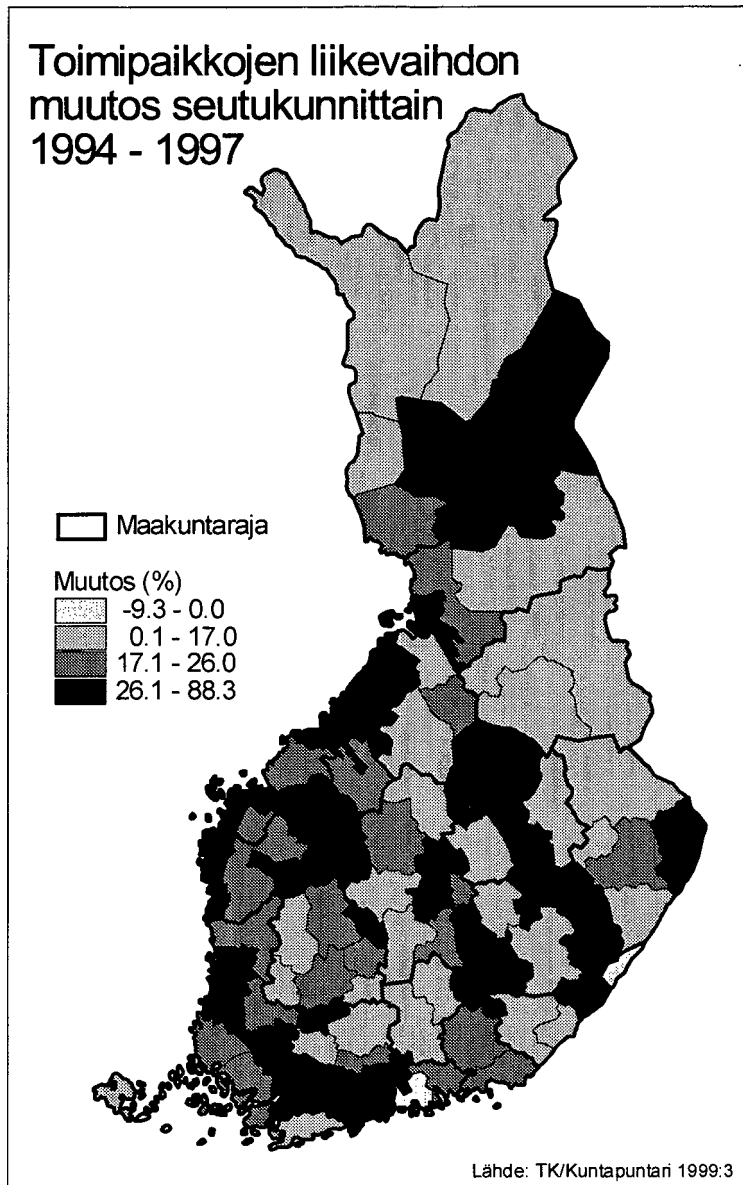 Toimipaikkojen liikevaihdon
muutos seutukunnittain
1994 - 1997
Maakuntaraja
Muutos (%)
-9.3 - 0.0
0.1 - 17.0
17.1 - 26.0
26.1 - 88.3
Lähde: TK/Kuntapuntari 1999:3